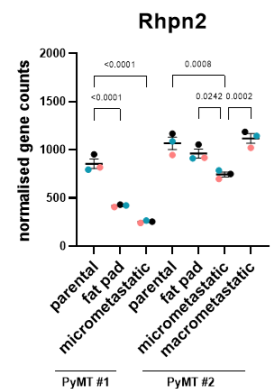 Rhpn2
normalised gene counts
2000
1500
1000
500
0
<0.0001
<0.0001
0.0008
0.0242
0.0002
parental
fat pad
micrometastatic
parental
fat pad
micrometastatic
macrometastatic
PyMT #1
PyMT #2